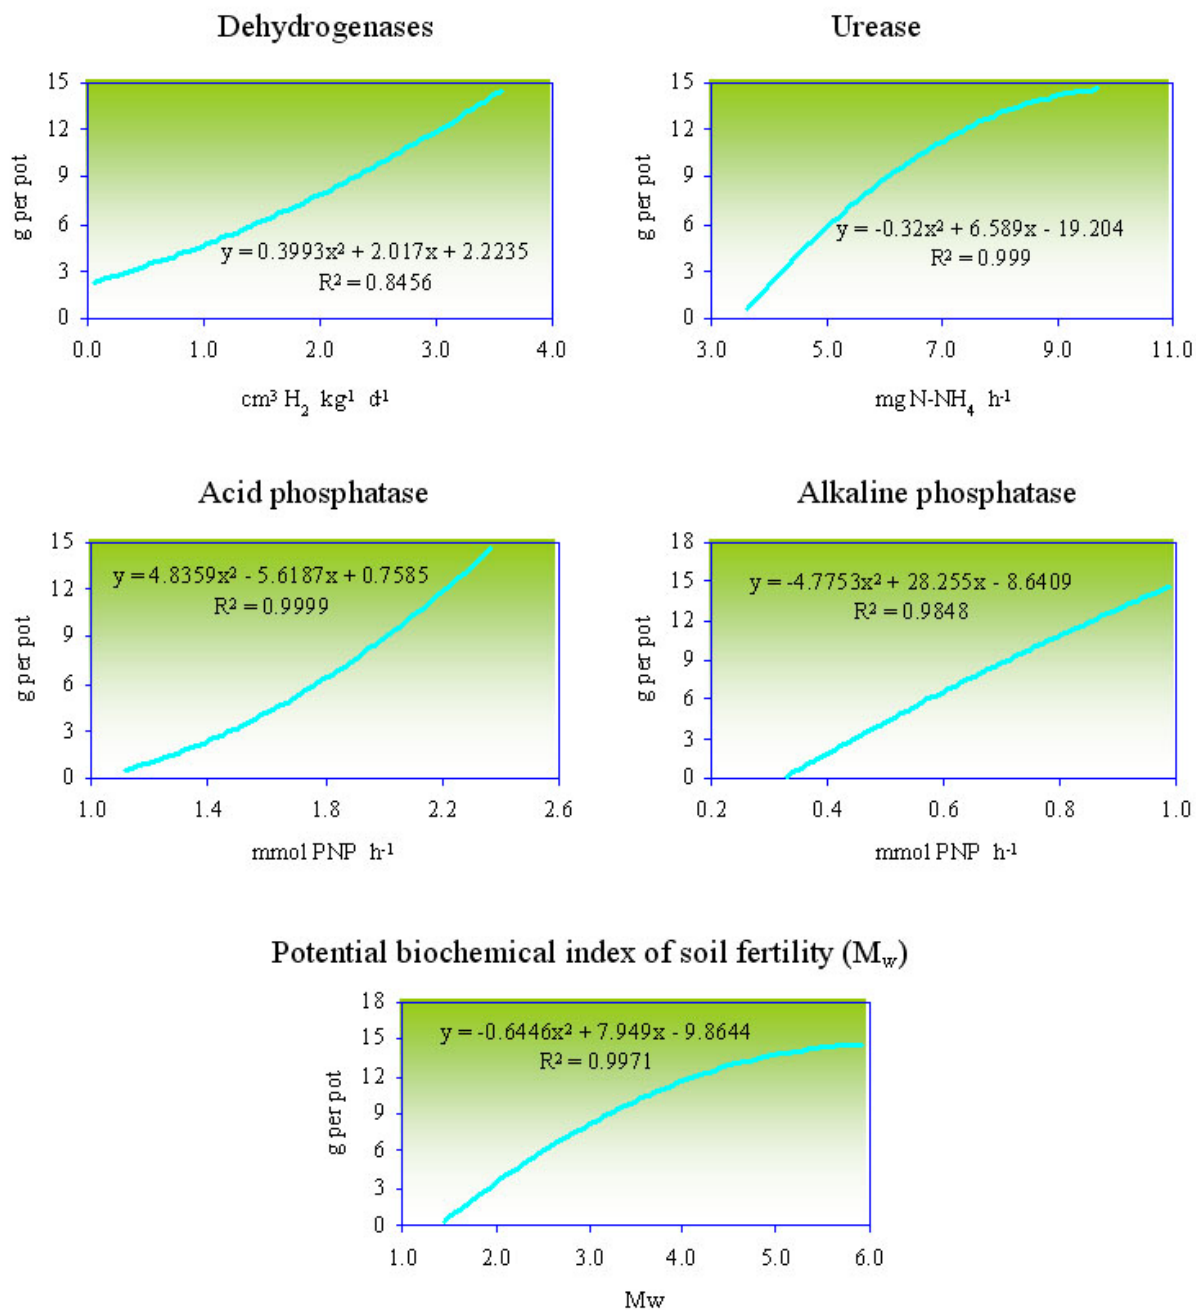 Dehydrogenases
15
12
9
6
3
0
g per pot
y = 0.3993x² + 2.017x + 2.2235
R² = 0.8456
0.0 1.0 2.0 3.0 4.0
cm³ H₂ kg¹ d¹
Urease
15
12
9
6
3
0
g per pot
y = -0.32x² + 6.589x - 19.204
R² = 0.999
3.0 5.0 7.0 9.0 11.0
mg N-NH₄ h⁻¹
Acid phosphatase
15
12
9
6
3
0
g per pot
y = 4.8359x² - 5.6187x + 0.7585
R² = 0.9999
1.0 1.4 1.8 2.2 2.6
mmol PNP h⁻¹
Alkaline phosphatase
18
15
12
9
6
3
0
g per pot
y = -4.7753x² + 28.255x - 8.6409
R² = 0.9848
0.2 0.4 0.6 0.8 1.0
mmol PNP h⁻¹
Potential biochemical index of soil fertility (M_w)
18
15
12
9
6
3
0
g per pot
y = -0.6446x² + 7.949x - 9.8644
R² = 0.9971
1.0 2.0 3.0 4.0 5.0 6.0
Mw